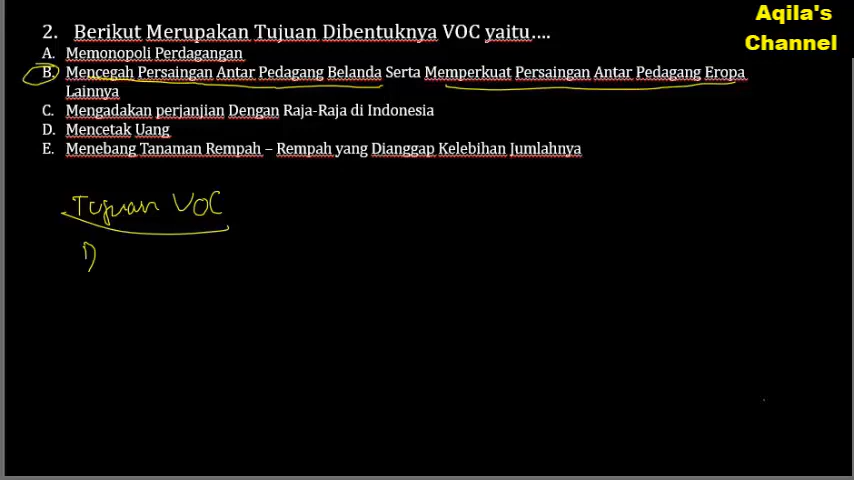 Aqila's
Channel
2. Berikut Merupakan Tujuan Dibentuknya VOC yaitu....
A. Memonopoli Perdagangan
B. Mencegah Persaingan Antar Pedagang Belanda Serta Memperkuat Persaingan Antar Pedagang Eropa
Lainnya
C. Mengadakan perjanjian Dengan Raja-Raja di Indonesia
D. Mencetak Uang
E. Menebang Tanaman Rempah – Rempah yang Dianggap Kelebihan Jumlahnya
Tujuan VOC